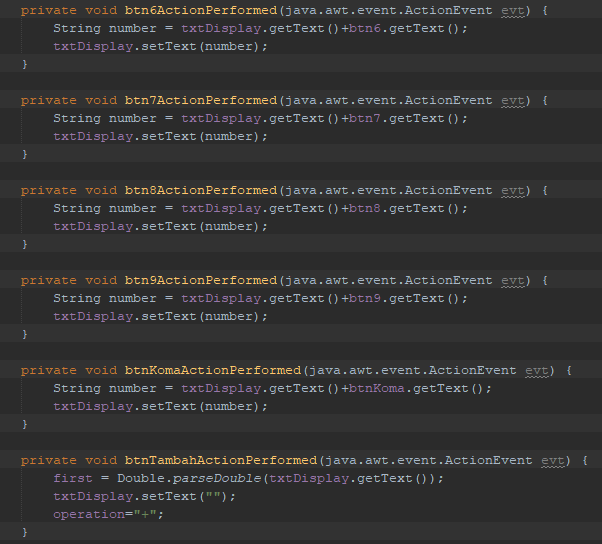 private void btn6ActionPerformed(java.awt.event.ActionEvent evt) {
    String number = txtDisplay.getText()+btn6.getText();
    txtDisplay.setText(number);
}
private void btn7ActionPerformed(java.awt.event.ActionEvent evt) {
    String number = txtDisplay.getText()+btn7.getText();
    txtDisplay.setText(number);
}
private void btn8ActionPerformed(java.awt.event.ActionEvent evt) {
    String number = txtDisplay.getText()+btn8.getText();
    txtDisplay.setText(number);
}
private void btn9ActionPerformed(java.awt.event.ActionEvent evt) {
    String number = txtDisplay.getText()+btn9.getText();
    txtDisplay.setText(number);
}
private void btnKomaActionPerformed(java.awt.event.ActionEvent evt) {
    String number = txtDisplay.getText()+btnKoma.getText();
    txtDisplay.setText(number);
}
private void btnTambahActionPerformed(java.awt.event.ActionEvent evt) {
    first = Double.parseDouble(txtDisplay.getText());
    txtDisplay.setText("");
    operation="+";
}